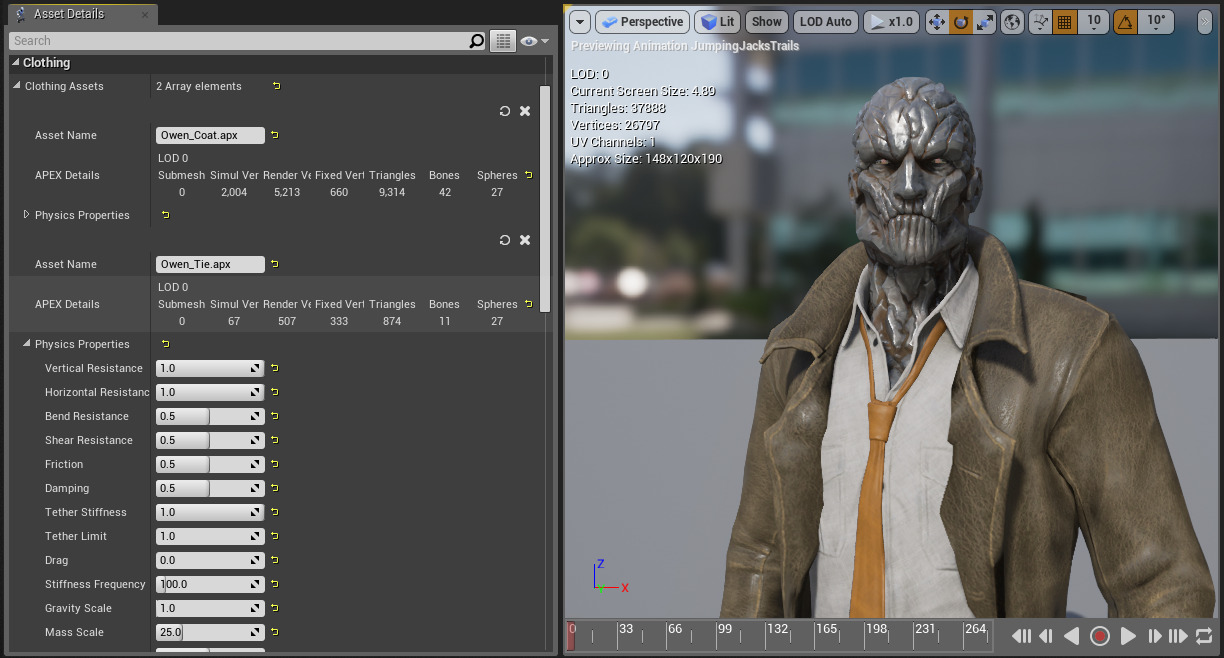 Asset Details
Search
Clothing
Clothing Assets 2 Array elements
Asset Name Owen_Coat.apx
LOD 0
APEX Details Submesh Simul Ver Render Ve Fixed Vert Triangles Bones Spheres
0 2,004 5,213 660 9,314 42 27
Physics Properties
Asset Name Owen_Tie.apx
LOD 0
APEX Details Submesh Simul Ver Render Ve Fixed Vert Triangles Bones Spheres
0 67 507 333 874 11 27
Physics Properties
Vertical Resistance 1.0
Horizontal Resistanc 1.0
Bend Resistance 0.5
Shear Resistance 0.5
Friction 0.5
Damping 0.5
Tether Stiffness 1.0
Tether Limit 1.0
Drag 0.0
Stiffness Frequency 100.0
Gravity Scale 1.0
Mass Scale 25.0
Perspective Lit Show LOD Auto x1.0 10 10°
Previewing Animation JumpingJacksTrails
LOD: 0
Current Screen Size: 4.89
Triangles: 37888
Vertices: 26797
UV Channels: 1
Approx Size: 148x120x190
Z
X
0 33 66 99 132 165 198 231 264